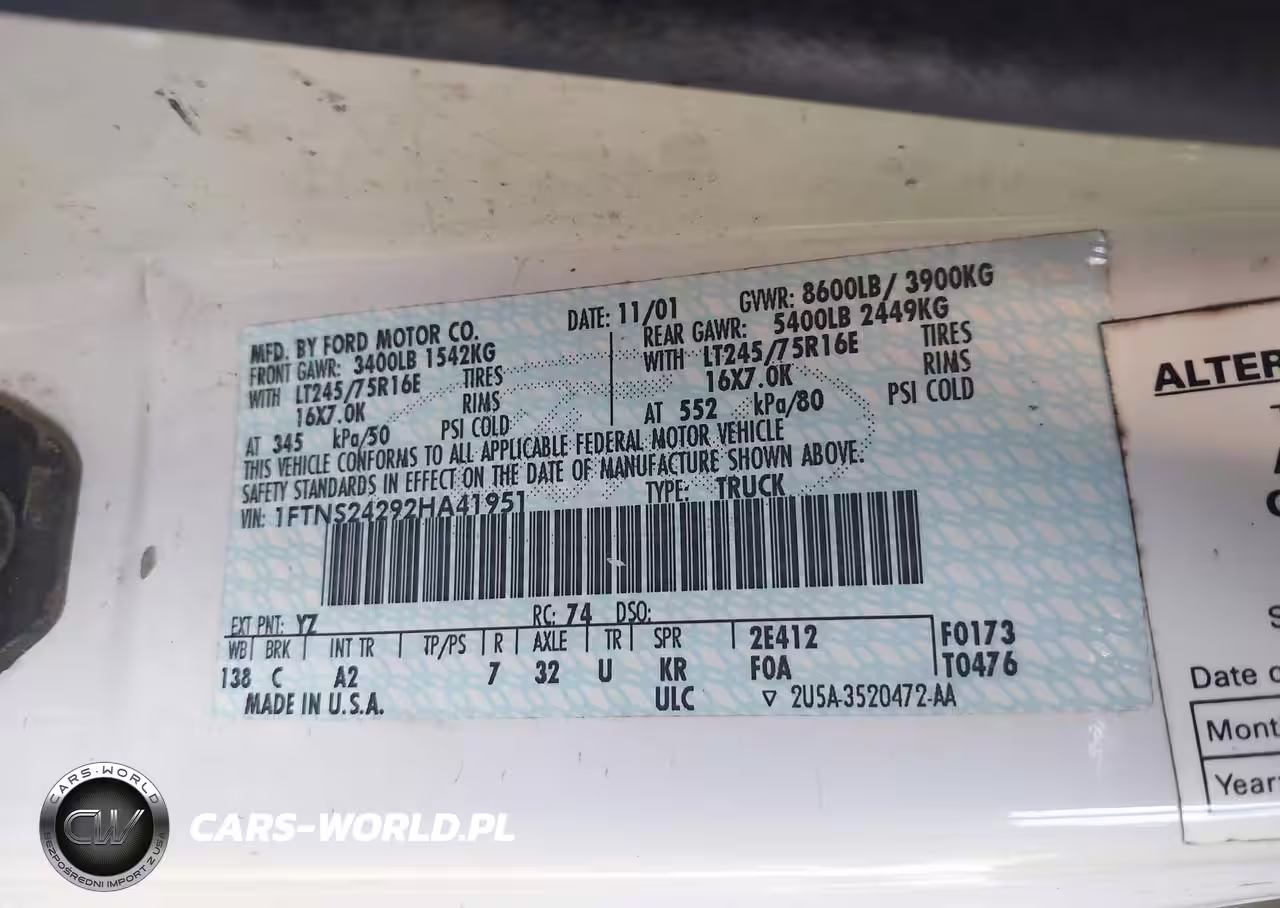 MFD. BY FORD MOTOR CO.
DATE: 11/01
GVWR: 8600LB / 3900KG
FRONT GAWR: 3400LB 1542KG
REAR GAWR: 5400LB 2449KG
WITH LT245/75R16E TIRES
WITH LT245/75R16E TIRES
16X7.0K RIMS
16X7.0K RIMS
AT 345 kPa/50 PSI COLD
AT 552 kPa/80 PSI COLD
THIS VEHICLE CONFORMS TO ALL APPLICABLE FEDERAL MOTOR VEHICLE
SAFETY STANDARDS IN EFFECT ON THE DATE OF MANUFACTURE SHOWN ABOVE.
VIN: 1FTNS24292HA41951
TYPE: TRUCK
EXT PNT: YZ RC: 74 DSO:
WB BRK INT TR TP/PS R AXLE TR SPR 2E412 F0173
138 C A2 7 32 U KR F0A T0476
MADE IN U.S.A. ULC ▽ 2U5A-3520472-AA
ALTER
Date
Mont
Year
CARS-WORLD
CW
BEZPOŚREDNI IMPORT Z USA
CARS-WORLD.PL